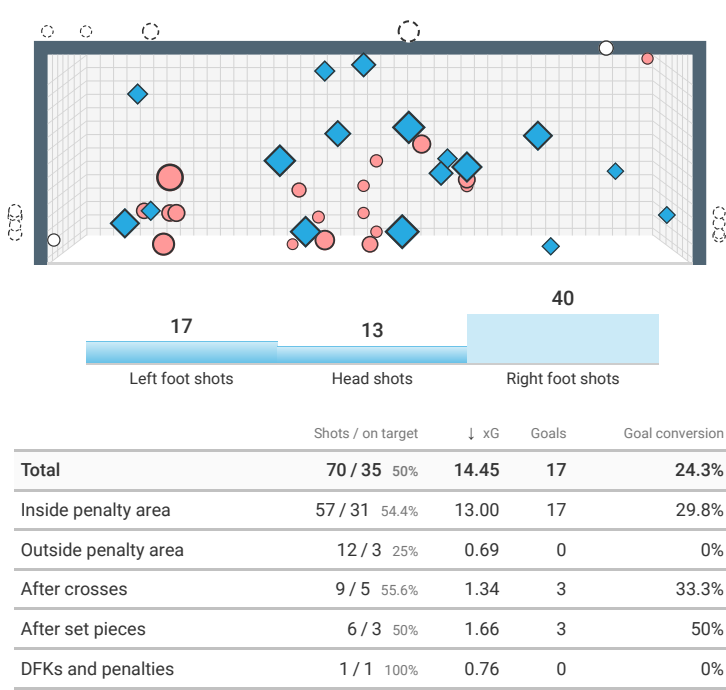 40
17
13
Left foot shots Head shots Right foot shots
Shots / on target ↓ xG Goals Goal conversion
Total 70 / 35 50% 14.45 17 24.3%
Inside penalty area 57 / 31 54.4% 13.00 17 29.8%
Outside penalty area 12 / 3 25% 0.69 0 0%
After crosses 9 / 5 55.6% 1.34 3 33.3%
After set pieces 6 / 3 50% 1.66 3 50%
DFKs and penalties 1 / 1 100% 0.76 0 0%